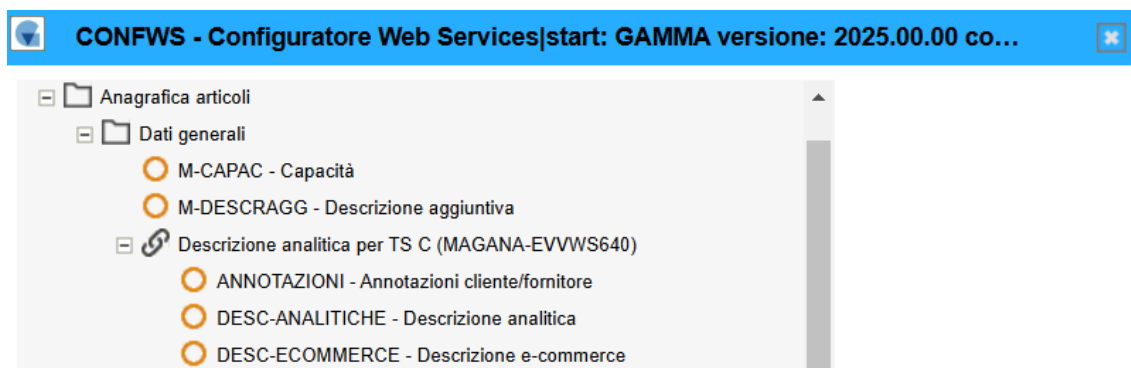 CONFWS - Configuratore Web Services|start: GAMMA versione: 2025.00.00 co...
Anagrafica articoli
Dati generali
M-CAPAC - Capacità
M-DESCRAGG - Descrizione aggiuntiva
Descrizione analitica per TS C (MAGANA-EVVWS640)
ANNOTAZIONI - Annotazioni cliente/fornitore
DESC-ANALITICHE - Descrizione analitica
DESC-ECOMMERCE - Descrizione e-commerce